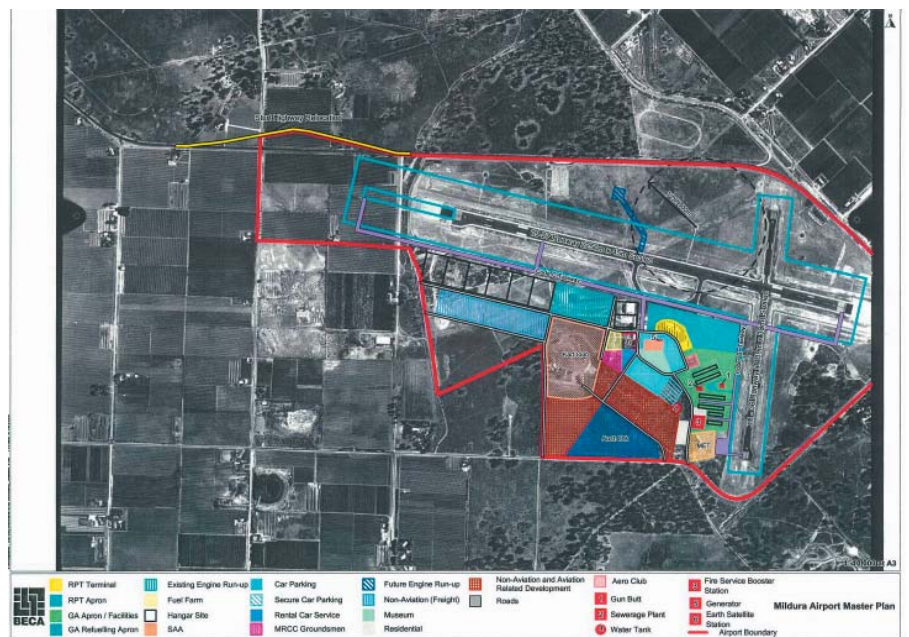 Sturt Highway Relocation
MET
RPT Terminal
RPT Apron
GA Apron / Facilities
GA Refuelling Apron
Existing Engine Run-up
Fuel Farm
Hangar Site
SAA
Car Parking
Secure Car Parking
Rental Car Service
MRCC Groundsmen
Future Engine Run-up
Non-Aviation (Freight)
Museum
Residential
Non-Aviation and Aviation
Related Development
Roads
Aero Club
Gun Butt
Sewerage Plant
Water Tank
Fire Service Booster
Station
Generator
Earth Satellite
Station
Airport Boundary
Mildura Airport Master Plan
BECA
A3